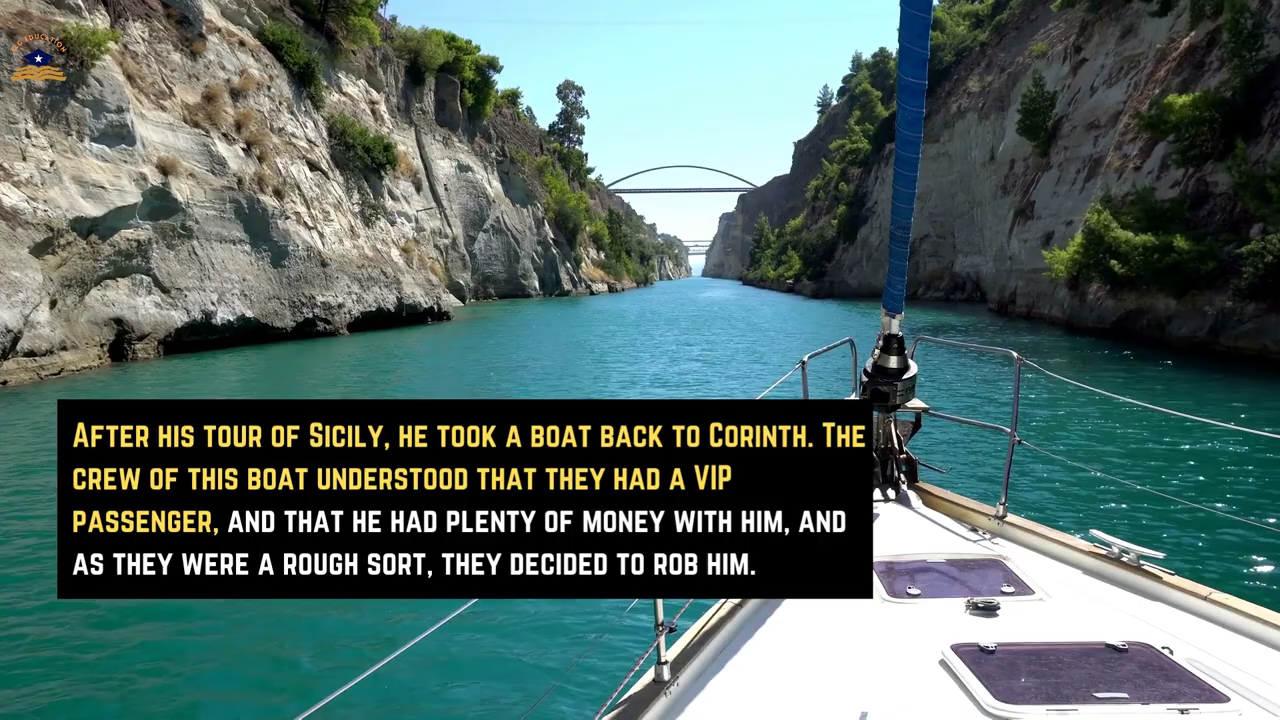 EDUCATION
After his tour of Sicily, he took a boat back to Corinth. The
crew of this boat understood that they had a VIP
passenger, and that he had plenty of money with him, and
as they were a rough sort, they decided to rob him.